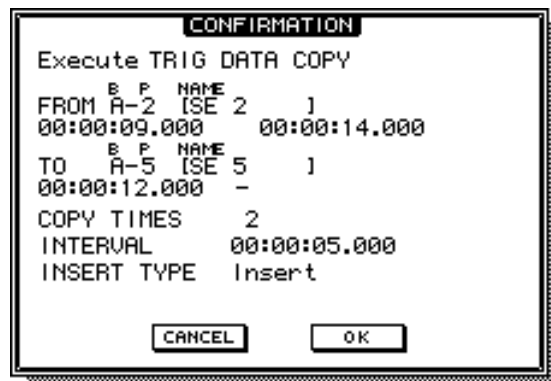 CONFIRMATION
Execute TRIG DATA COPY
B P NAME
FROM A-2 [SE 2 ]
00:00:09.000 00:00:14.000
B P NAME
TO A-5 [SE 5 ]
00:00:12.000 -
COPY TIMES 2
INTERVAL 00:00:05.000
INSERT TYPE Insert
CANCEL OK